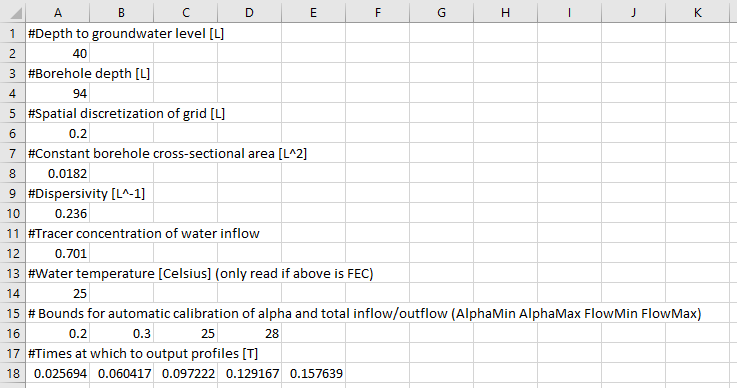 A B C D E F G H I J K
1 #Depth to groundwater level [L]
2 40
3 #Borehole depth [L]
4 94
5 #Spatial discretization of grid [L]
6 0.2
7 #Constant borehole cross-sectional area [L^2]
8 0.0182
9 #Dispersivity [L^-1]
10 0.236
11 #Tracer concentration of water inflow
12 0.701
13 #Water temperature [Celsius] (only read if above is FEC)
14 25
15 # Bounds for automatic calibration of alpha and total inflow/outflow (AlphaMin AlphaMax FlowMin FlowMax)
16 0.2 0.3 25 28
17 #Times at which to output profiles [T]
18 0.025694 0.060417 0.097222 0.129167 0.157639